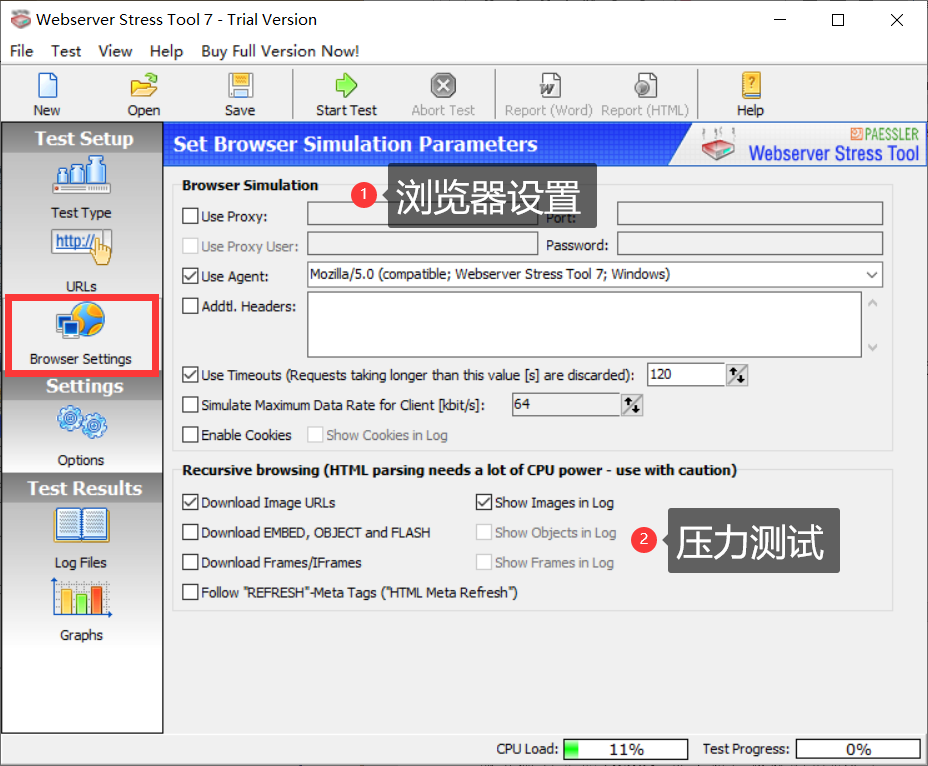 Webserver Stress Tool 7 - Trial Version
File Test View Help Buy Full Version Now!
New Open Save Start Test Abort Test Report (Word) Report (HTML) Help
Test Setup
Test Type
http://
URLs
Browser Settings
Settings
Options
Test Results
Log Files
Graphs
Set Browser Simulation Parameters
PAESSLER
Webserver Stress Tool
Browser Simulation
1 浏览器设置
Use Proxy: Port:
Use Proxy User: Password:
Use Agent: Mozilla/5.0 (compatible; Webserver Stress Tool 7; Windows)
Addtl. Headers:
Use Timeouts (Requests taking longer than this value [s] are discarded): 120
Simulate Maximum Data Rate for Client [kbit/s]: 64
Enable Cookies Show Cookies in Log
Recursive browsing (HTML parsing needs a lot of CPU power - use with caution)
Download Image URLs Show Images in Log
Download EMBED, OBJECT and FLASH Show Objects in Log
2 压力测试
Download Frames/IFrames Show Frames in Log
Follow "REFRESH"-Meta Tags ("HTML Meta Refresh")
CPU Load: 11% Test Progress: 0%